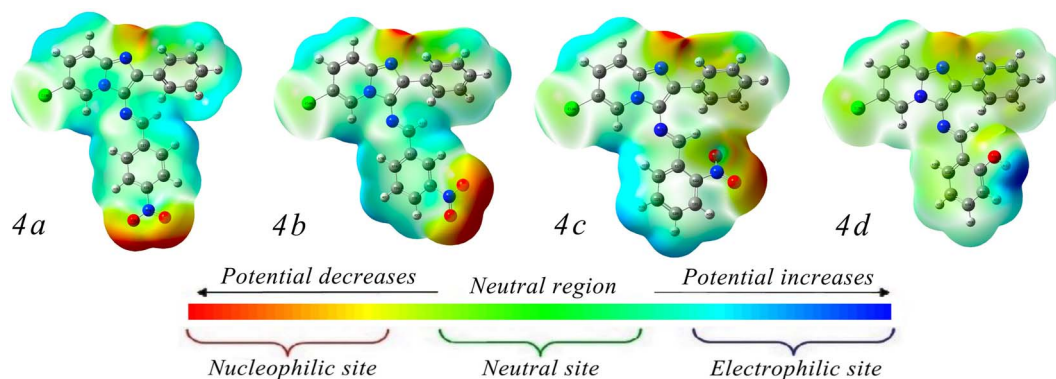 4a
4b
4c
4d
Potential decreases
Neutral region
Potential increases
Nucleophilic site
Neutral site
Electrophilic site